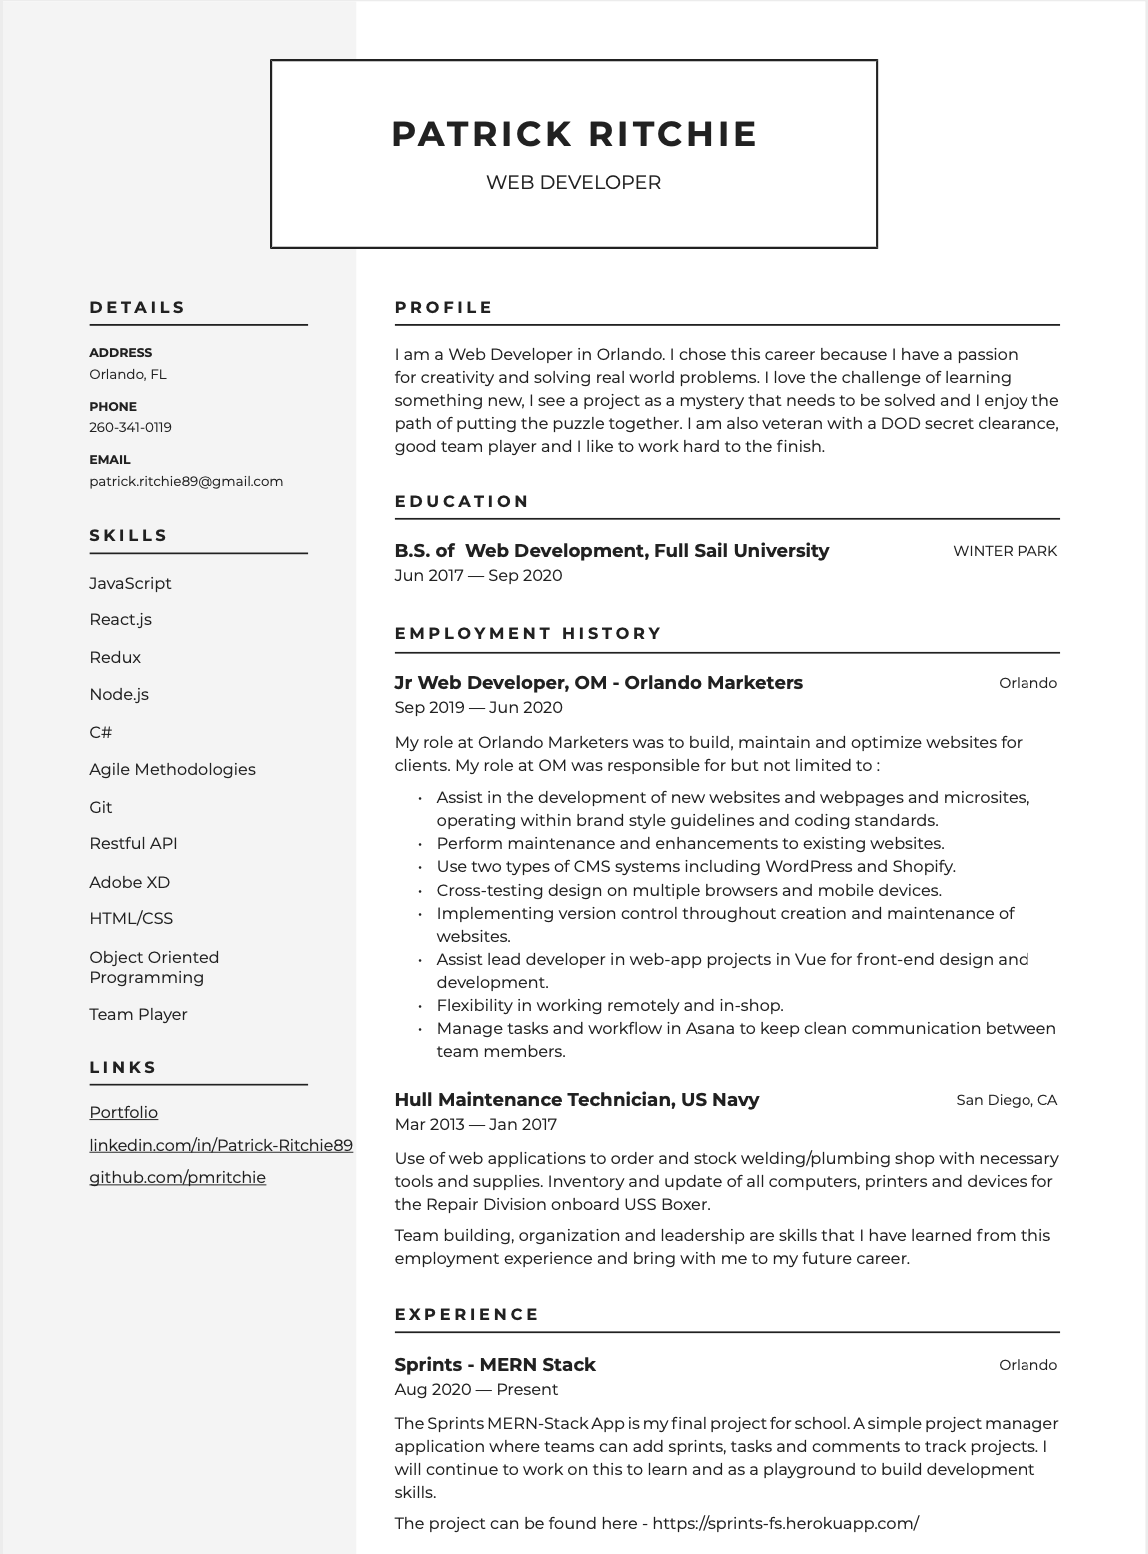 PATRICK RITCHIE
WEB DEVELOPER
DETAILS
ADDRESS
Orlando, FL
PHONE
260-341-0119
EMAIL
patrick.ritchie89@gmail.com
SKILLS
JavaScript
React.js
Redux
Node.js
C#
Agile Methodologies
Git
Restful API
Adobe XD
HTML/CSS
Object Oriented
Programming
Team Player
LINKS
Portfolio
linkedin.com/in/Patrick-Ritchie89
github.com/pmritchie
PROFILE
I am a Web Developer in Orlando. I chose this career because I have a passion
for creativity and solving real world problems. I love the challenge of learning
something new, I see a project as a mystery that needs to be solved and I enjoy the
path of putting the puzzle together. I am also veteran with a DOD secret clearance,
good team player and I like to work hard to the finish.
EDUCATION
B.S. of  Web Development, Full Sail University WINTER PARK
Jun 2017 — Sep 2020
EMPLOYMENT HISTORY
Jr Web Developer, OM - Orlando Marketers Orlando
Sep 2019 — Jun 2020
My role at Orlando Marketers was to build, maintain and optimize websites for
clients. My role at OM was responsible for but not limited to :
• Assist in the development of new websites and webpages and microsites,
operating within brand style guidelines and coding standards.
• Perform maintenance and enhancements to existing websites.
• Use two types of CMS systems including WordPress and Shopify.
• Cross-testing design on multiple browsers and mobile devices.
• Implementing version control throughout creation and maintenance of
websites.
• Assist lead developer in web-app projects in Vue for front-end design and
development.
• Flexibility in working remotely and in-shop.
• Manage tasks and workflow in Asana to keep clean communication between
team members.
Hull Maintenance Technician, US Navy San Diego, CA
Mar 2013 — Jan 2017
Use of web applications to order and stock welding/plumbing shop with necessary
tools and supplies. Inventory and update of all computers, printers and devices for
the Repair Division onboard USS Boxer.
Team building, organization and leadership are skills that I have learned from this
employment experience and bring with me to my future career.
EXPERIENCE
Sprints - MERN Stack Orlando
Aug 2020 — Present
The Sprints MERN-Stack App is my final project for school. A simple project manager
application where teams can add sprints, tasks and comments to track projects. I
will continue to work on this to learn and as a playground to build development
skills.
The project can be found here - https://sprints-fs.herokuapp.com/